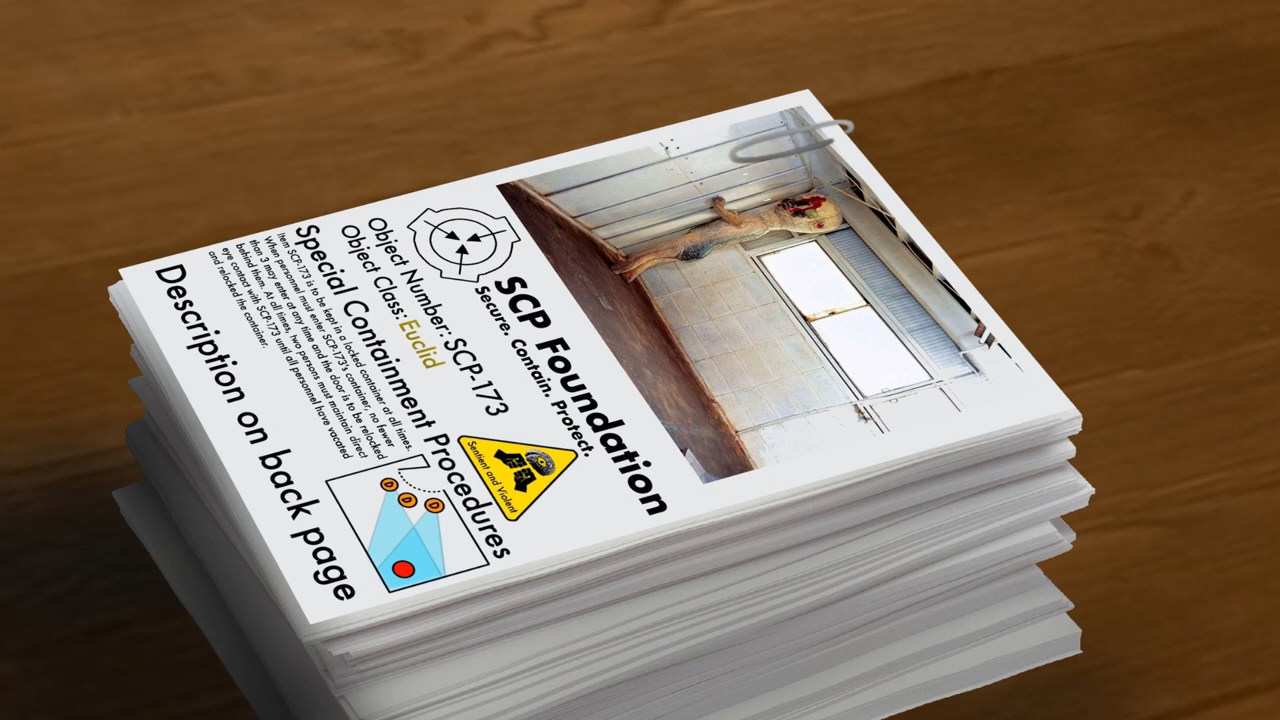 SCP Foundation
Secure. Contain. Protect.
Object Number: SCP-173
Object Class: Euclid
Special Containment Procedures
Item SCP-173 is to be kept in a locked container at all times.
When personnel must enter SCP-173's container, no fewer
than 3 may enter at any time and the door is to be relocked
behind them. At all times, two persons must maintain direct
eye contact with SCP-173 until all personnel have vacated
and relocked the container.
Sentient and Violent
D
D
D
Description on back page